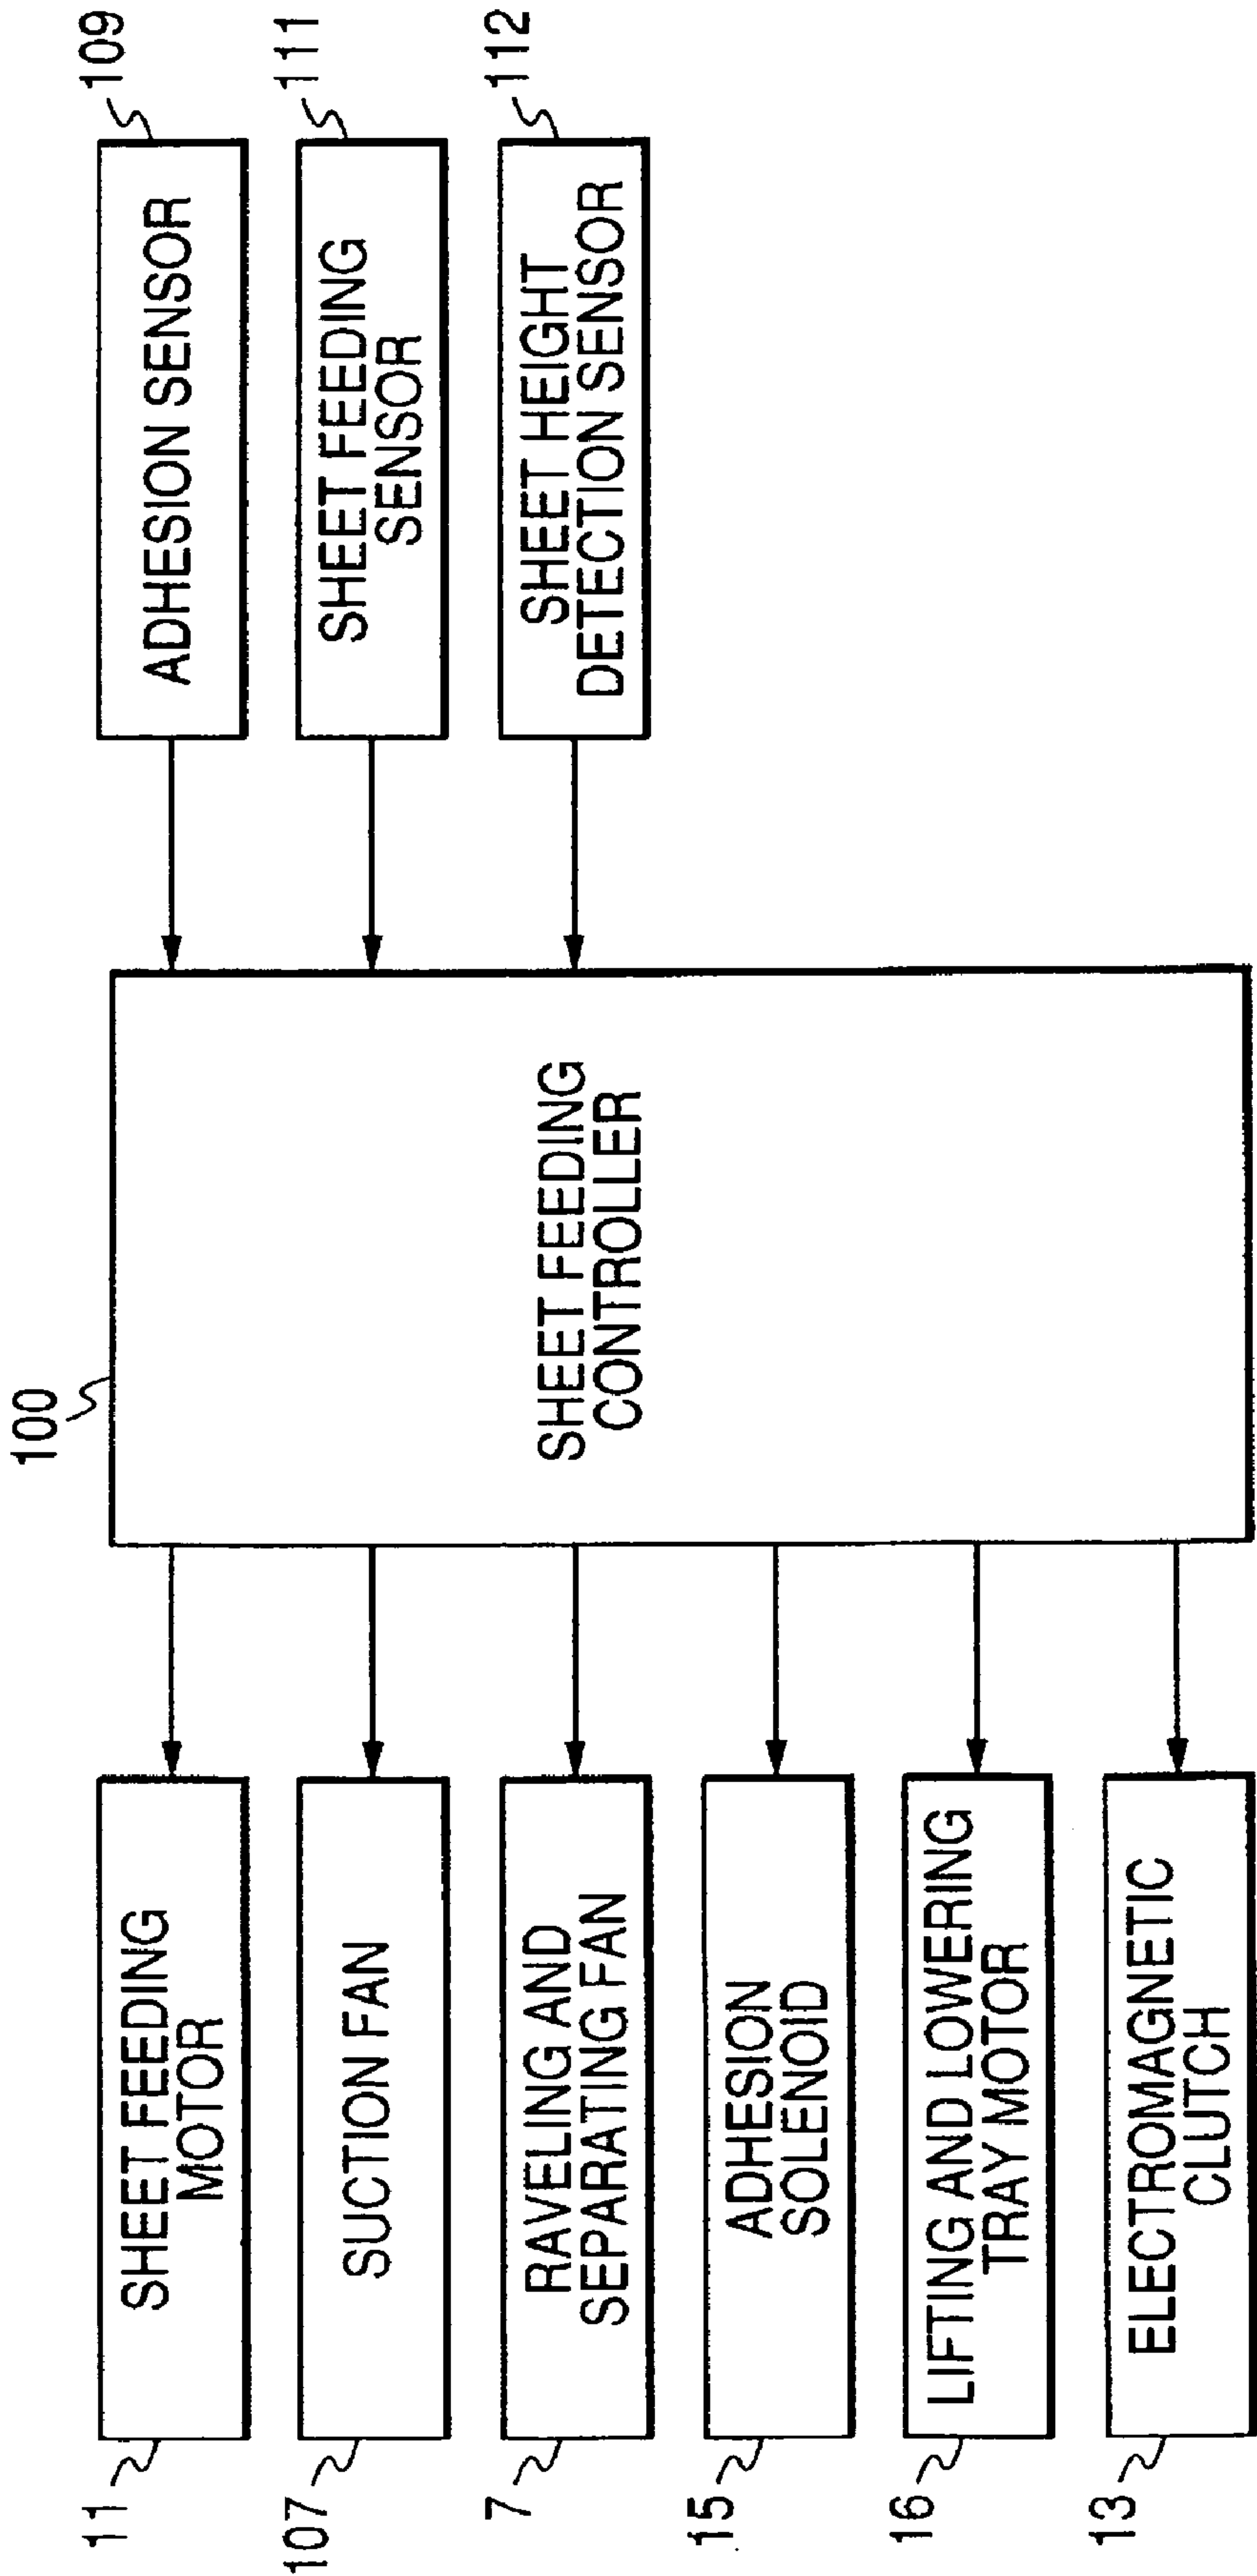 11
SHEET FEEDING
MOTOR
107
SUCTION FAN
7
RAVELING AND
SEPARATING FAN
15
ADHESION
SOLENOID
16
LIFTING AND LOWERING
TRAY MOTOR
13
ELECTROMAGNETIC
CLUTCH
100
SHEET FEEDING
CONTROLLER
109
ADHESION SENSOR
111
SHEET FEEDING
SENSOR
112
SHEET HEIGHT
DETECTION SENSOR